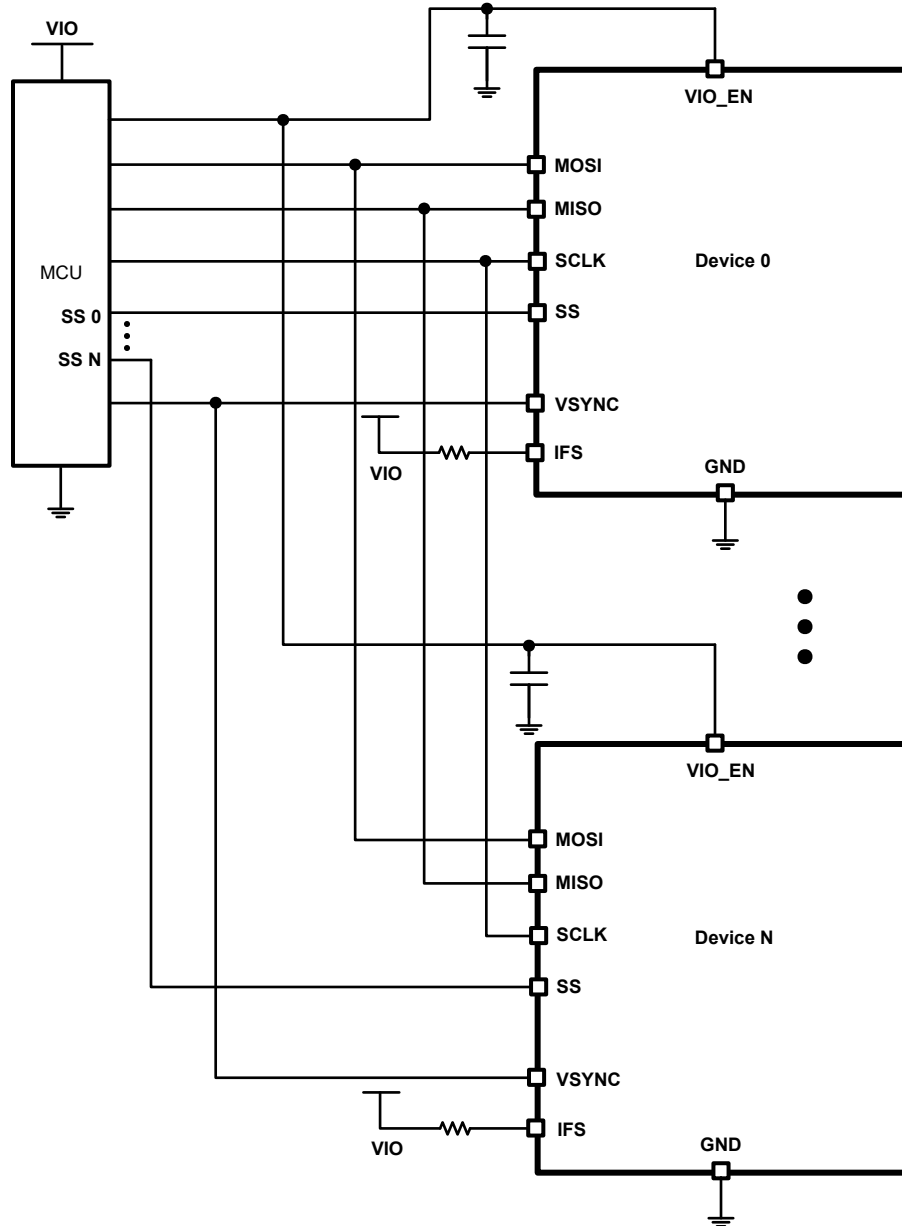 VIO
VIO_EN
MOSI
MISO
MCU
SCLK
Device 0
SS 0
SS
SS N
VSYNC
VIO
IFS
GND
VIO_EN
MOSI
MISO
SCLK
Device N
SS
VSYNC
VIO
IFS
GND